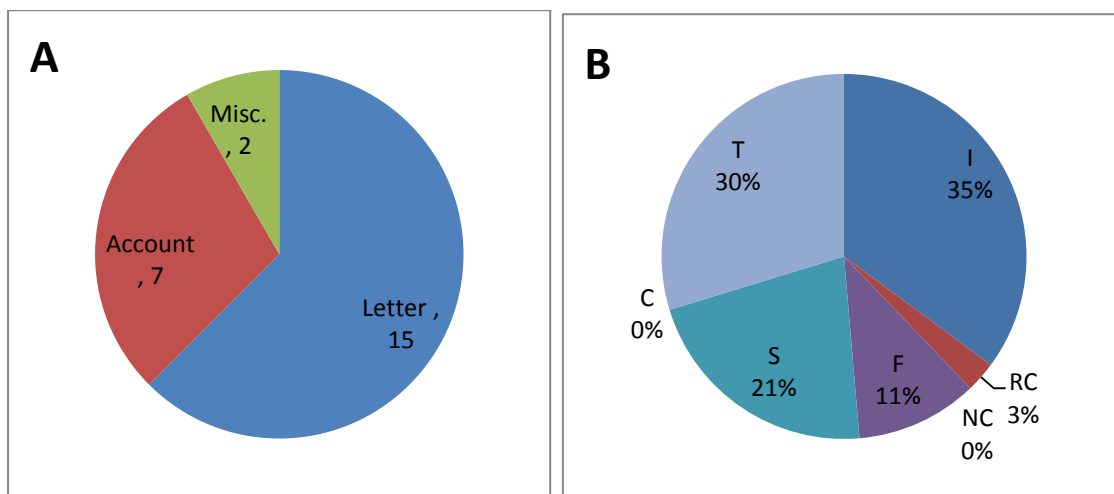 A
Misc.
, 2
Account
, 7
Letter ,
15
B
T
30%
I
35%
C
0%
S
21%
F
11%
RC
3%
NC
0%